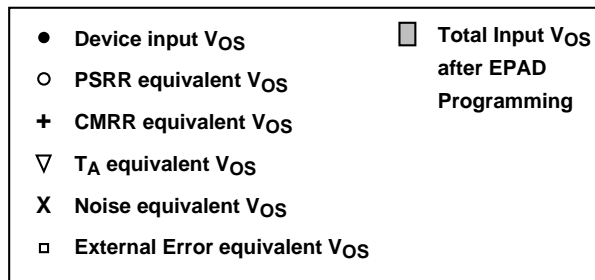 Device input VOS
PSRR equivalent VOS
CMRR equivalent VOS
TA equivalent VOS
Noise equivalent VOS
External Error equivalent VOS
Total Input VOS
after EPAD
Programming